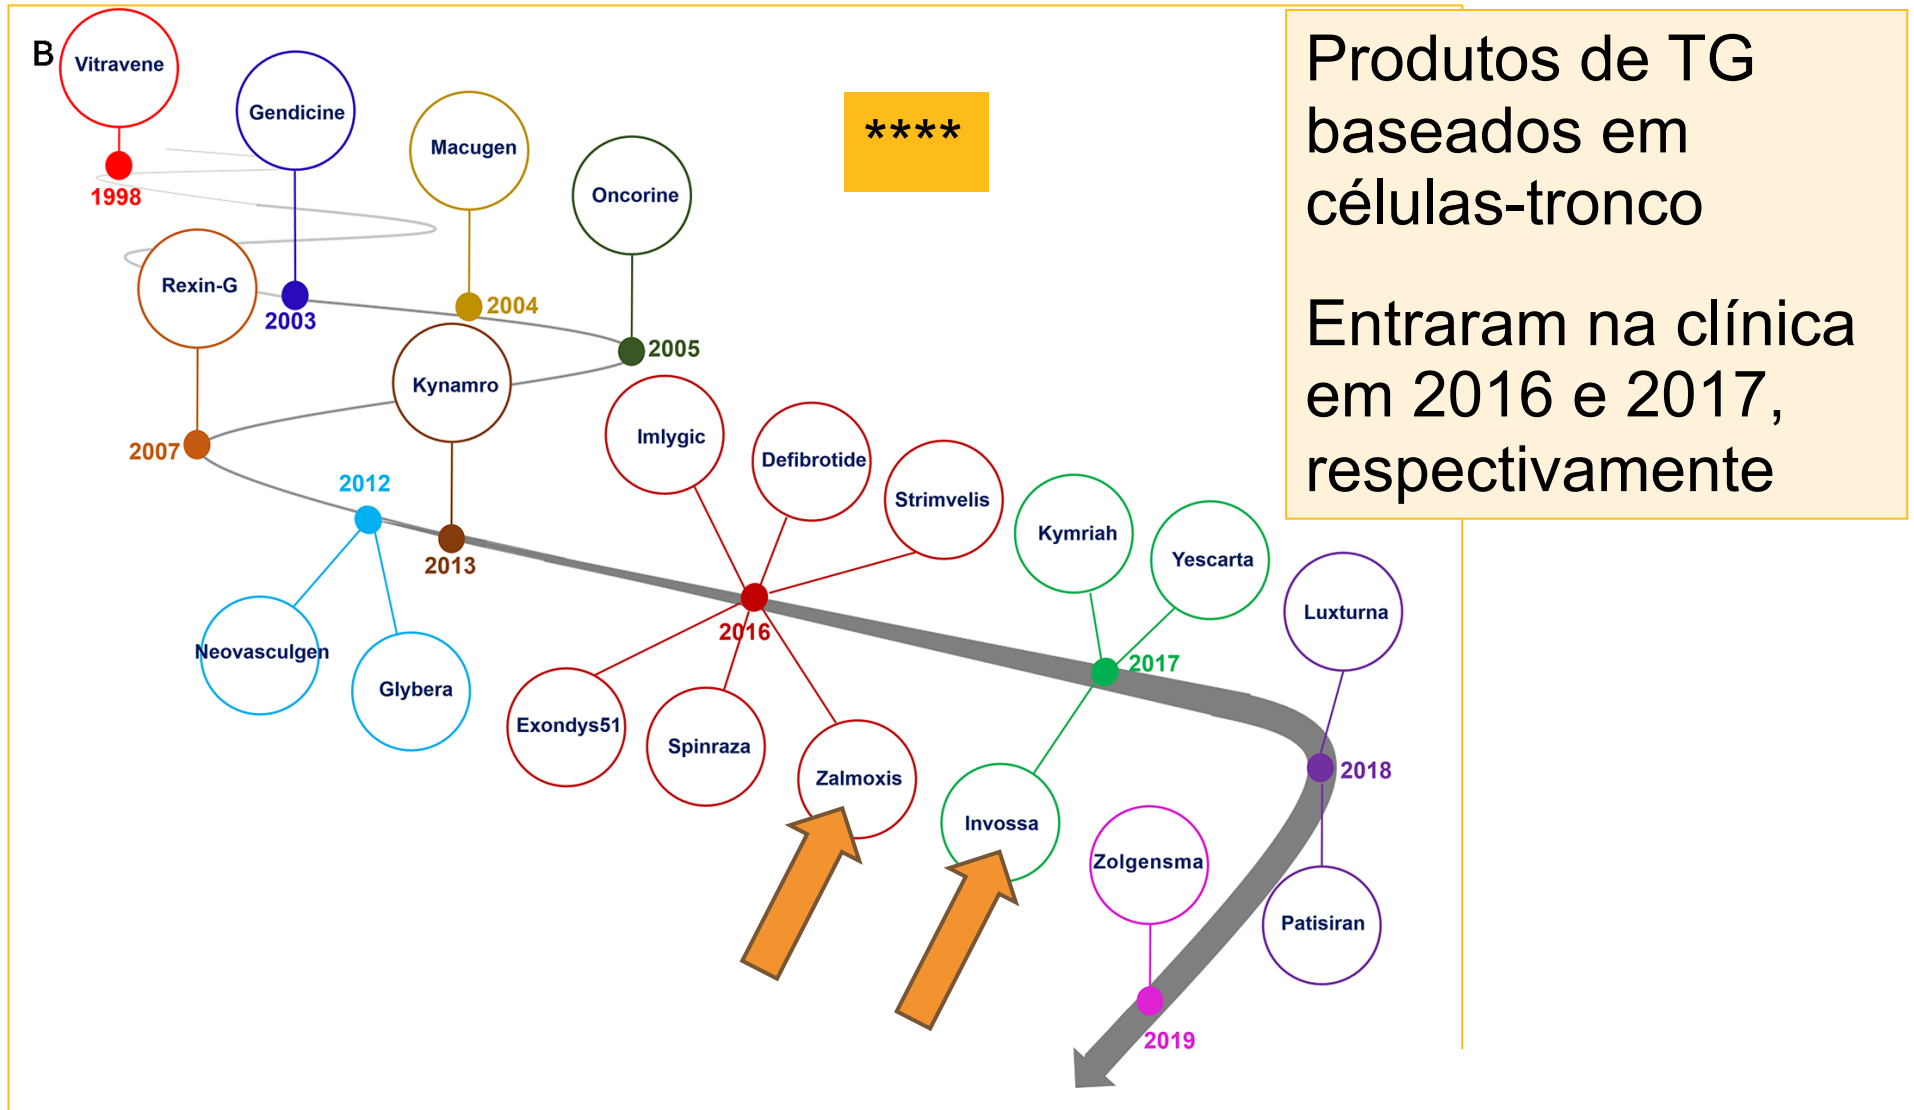 B
Vitravene
1998
Gendicine
2003
Macugen
2004
Oncorine
2005
****
Rexin-G
2007
Kynamro
2013
2012
Neovasculgen
Glybera
Imlygic
Defibrotide
Strimvelis
2016
Exondys51
Spinraza
Zalmoxis
Kymriah
Yescarta
2017
Invossa
Luxturna
2018
Patisiran
Zolgensma
2019
Produtos de TG
baseados em
células-tronco
Entraram na clínica
em 2016 e 2017,
respectivamente